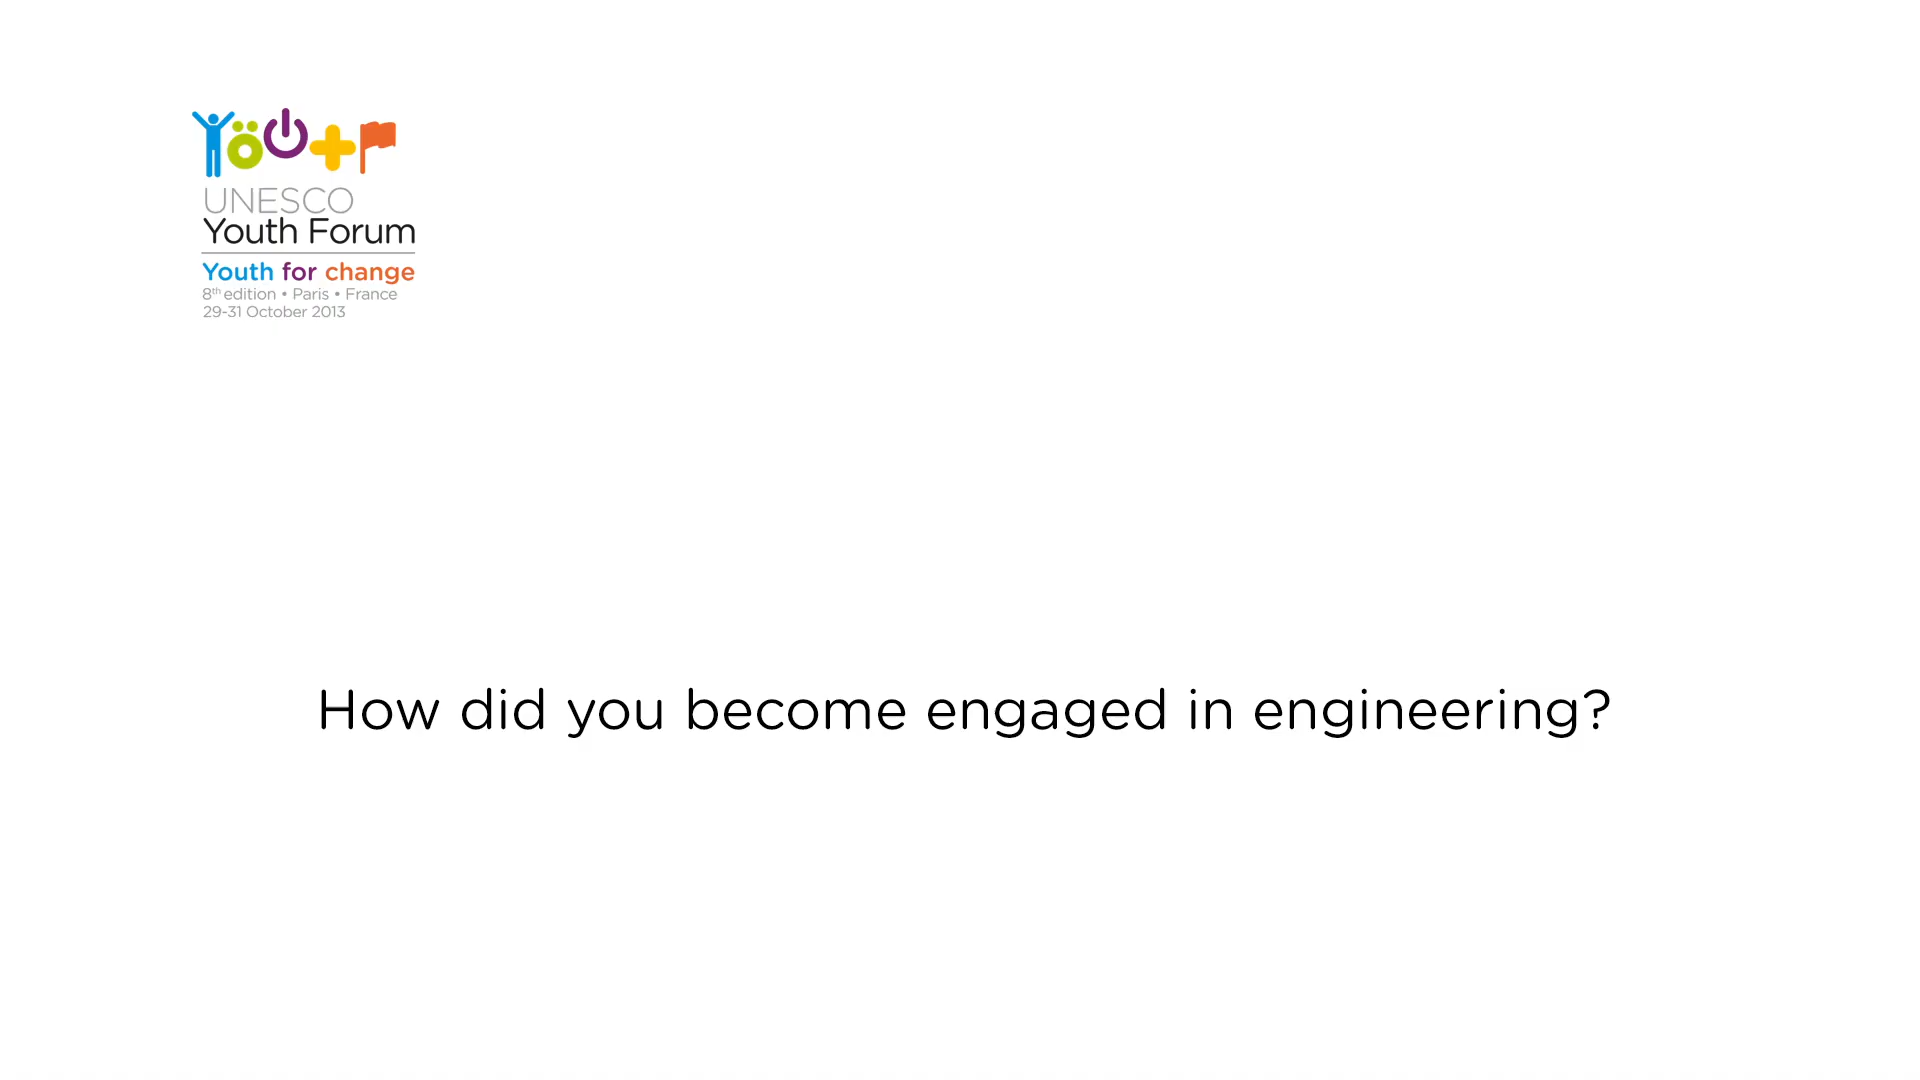 UNESCO
Youth Forum
Youth for change
8th edition • Paris • France
29-31 October 2013
How did you become engaged in engineering?